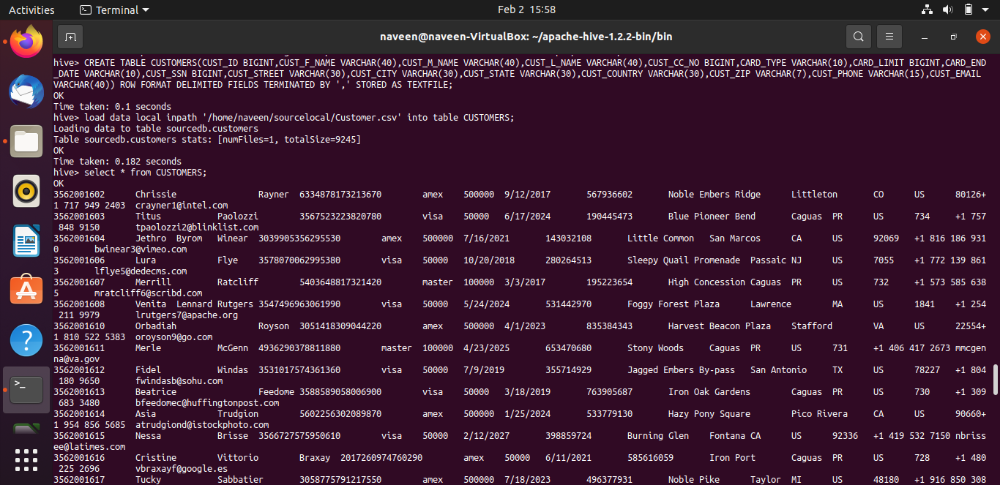 Activities Terminal Feb 2 15:58
naveen@naveen-VirtualBox: ~/apache-hive-1.2.2-bin/bin
hive> CREATE TABLE CUSTOMERS(CUST_ID BIGINT,CUST_F_NAME VARCHAR(40),CUST_M_NAME VARCHAR(40),CUST_L_NAME VARCHAR(40),CUST_CC_NO BIGINT,CARD_TYPE VARCHAR(10),CARD_LIMIT BIGINT,CARD_END
_DATE VARCHAR(10),CUST_SSN BIGINT,CUST_STREET VARCHAR(30),CUST_CITY VARCHAR(30),CUST_STATE VARCHAR(30),CUST_COUNTRY VARCHAR(30),CUST_ZIP VARCHAR(7),CUST_PHONE VARCHAR(15),CUST_EMAIL
VARCHAR(40)) ROW FORMAT DELIMITED FIELDS TERMINATED BY ',' STORED AS TEXTFILE;
OK
Time taken: 0.1 seconds
hive> load data local inpath '/home/naveen/sourcelocal/Customer.csv' into table CUSTOMERS;
Loading data to table sourcedb.customers
Table sourcedb.customers stats: [numFiles=1, totalSize=9245]
OK
Time taken: 0.182 seconds
hive> select * from CUSTOMERS;
OK
3562001602 Chrissie Rayner 6334878173213670 amex 500000 9/12/2017 567936602 Noble Embers Ridge Littleton CO US 80126+
1 717 949 2403 crayner1@intel.com
3562001603 Titus Paolozzi 3567523223820780 visa 50000 6/17/2024 190445473 Blue Pioneer Bend Caguas PR US 734 +1 757
848 9150 tpaolozzi2@blinklist.com
3562001604 Jethro Byrom Winear 3039905356295530 amex 500000 7/16/2021 143032108 Little Common San Marcos CA US 92069 +1 816 186 931
0 bwinear3@vimeo.com
3562001606 Lura Flye 3578070062995380 visa 50000 10/20/2018 280264513 Sleepy Quail Promenade Passaic NJ US 7055 +1 772 139 861
3 lflye5@dedecms.com
3562001607 Merrill Ratcliff 5403648817321420 master 100000 3/3/2017 195223654 High Concession Caguas PR US 732 +1 573 585 638
5 mratcliff6@scribd.com
3562001608 Venita Lennard Rutgers 3547496963061990 visa 50000 5/24/2024 531442970 Foggy Forest Plaza Lawrence MA US 1841 +1 254
211 9979 lrutgers7@apache.org
3562001610 Orbadiah Royson 3051418309044220 amex 500000 4/1/2023 835384343 Harvest Beacon Plaza Stafford VA US 22554+
1 810 522 5383 oroyson9@go.com
3562001611 Merle McGenn 4936290378811880 master 100000 4/23/2025 653470680 Stony Woods Caguas PR US 731 +1 406 417 2673 mmcgen
na@va.gov
3562001612 Fidel Windas 3531017574361360 visa 50000 7/9/2019 355714929 Jagged Embers By-pass San Antonio TX US 78227 +1 804
180 9650 fwindasb@sohu.com
3562001613 Beatrice Feedome 3588589058006900 visa 50000 3/18/2019 763905687 Iron Oak Gardens Caguas PR US 730 +1 309
683 3480 bfeedomec@huffingtonpost.com
3562001614 Asia Trudgion 5602256302089870 amex 500000 1/25/2024 533779130 Hazy Pony Square Pico Rivera CA US 90660+
1 954 856 5685 atrudgiond@istockphoto.com
3562001615 Nessa Brisse 3566727575950610 visa 50000 2/12/2027 398859724 Burning Glen Fontana CA US 92336 +1 419 532 7150 nbriss
ee@latimes.com
3562001616 Cristine Vittorio Braxay 2017260974760290 amex 50000 6/11/2021 585616059 Iron Port Caguas PR US 728 +1 480
225 2696 vbraxayf@google.es
3562001617 Tucky Sabbatier 3058775791217550 amex 500000 7/18/2023 496377931 Noble Pike Taylor MI US 48180 +1 916 850 308